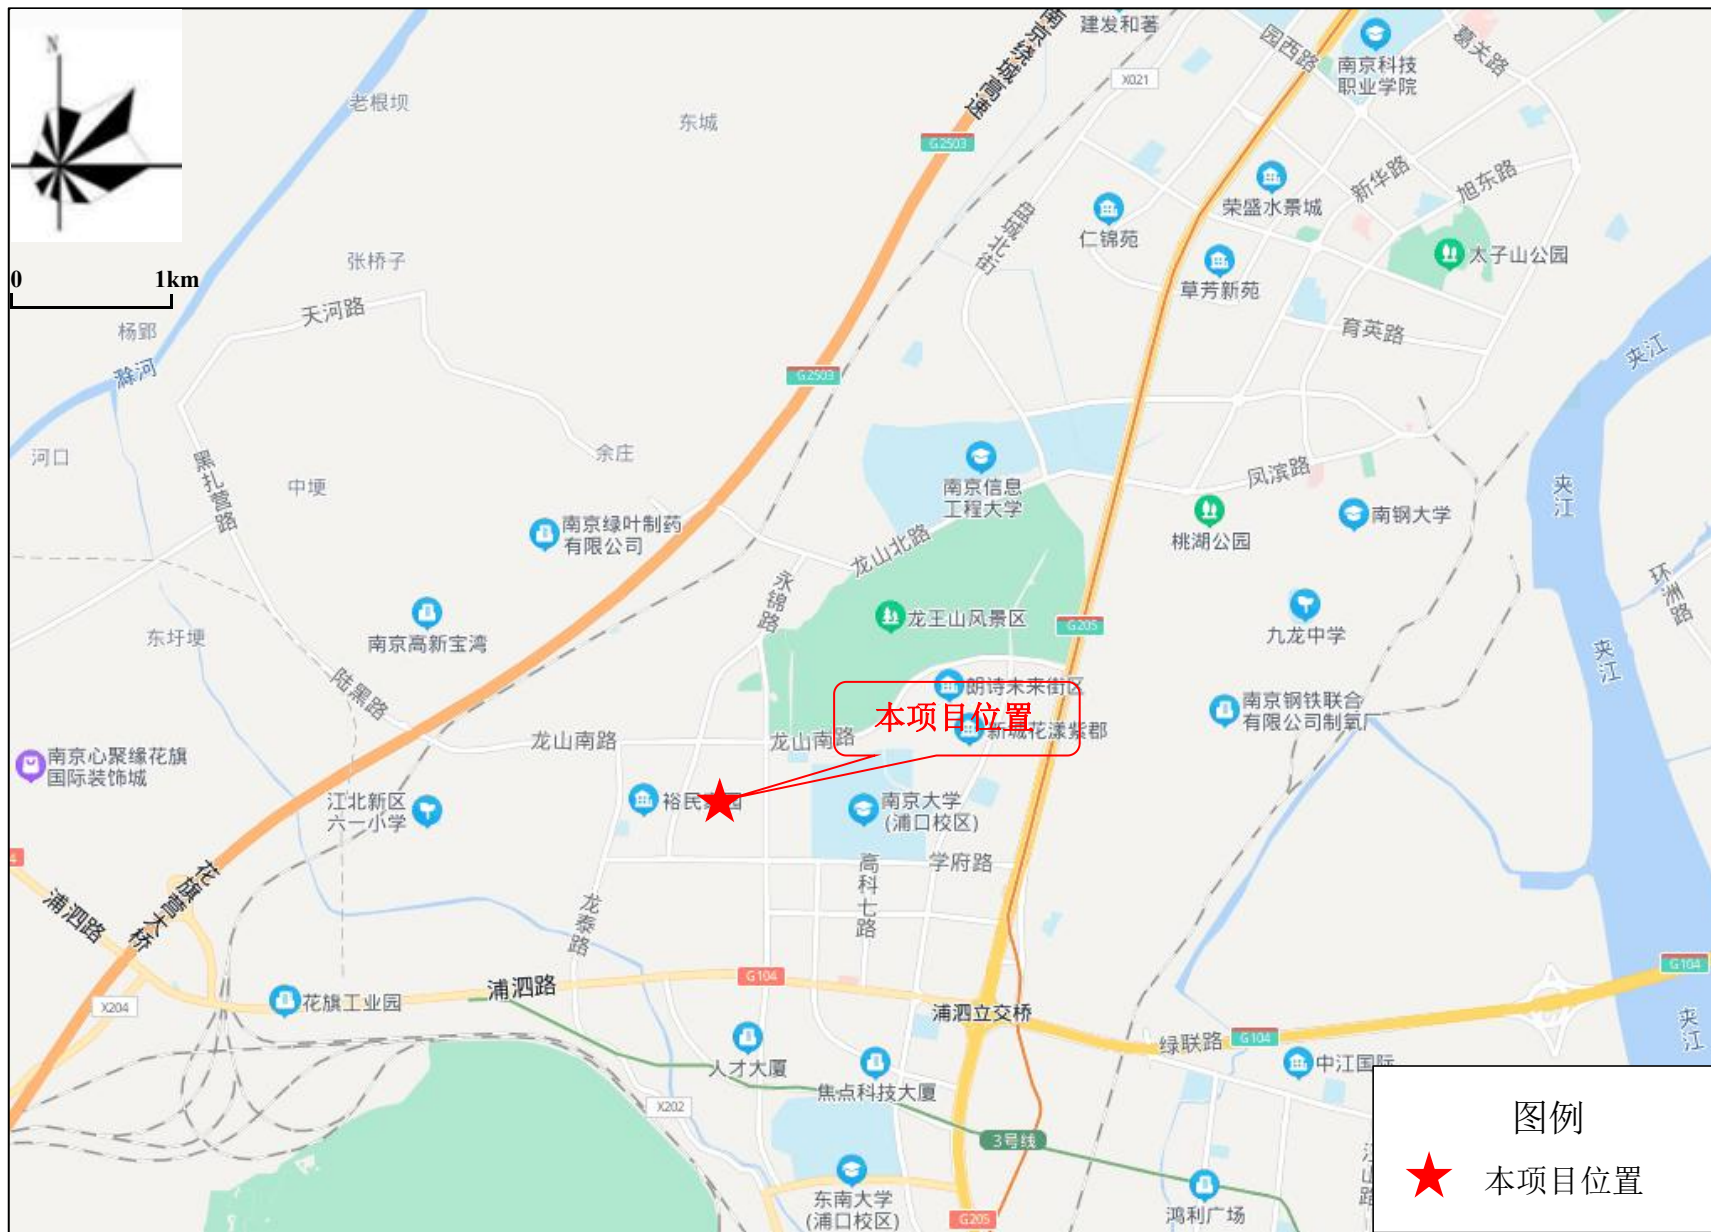 建发和著
南京绕城高速
园西路
葛关路
南京科技
职业学院
X021
N
老根坝
东城
G2503
新华路
旭东路
荣盛水景城
盘城北街
仁锦苑
太子山公园
张桥子
草芳新苑
0 1km
天河路
杨郢
育英路
夹江
滁河
G2503
河口
黑扎营路
中埂
余庄
南京信息
工程大学
凤滨路
夹江
南京绿叶制药
有限公司
龙山北路
桃湖公园
南钢大学
永锦路
环洲路
南京高新宝湾
东圩埂
龙王山风景区
G205
九龙中学
夹江
陆黑路
朗诗未来街区
本项目位置
新城花漾紫郡
南京钢铁联合
有限公司制氧厂
龙山南路
龙山南路
南京心聚缘花旗
国际装饰城
江北新区
六一小学
裕民家园
南京大学
(浦口校区)
4
花旗营大桥
浦泗路
高科七路
学府路
龙泰路
G104
G104
X204
花旗工业园
浦泗路
浦泗立交桥
夹江
绿联路
G104
人才大厦
焦点科技大厦
中江国际
X202
3号线
东南大学
(浦口校区)
G205
鸿利广场
图例
本项目位置